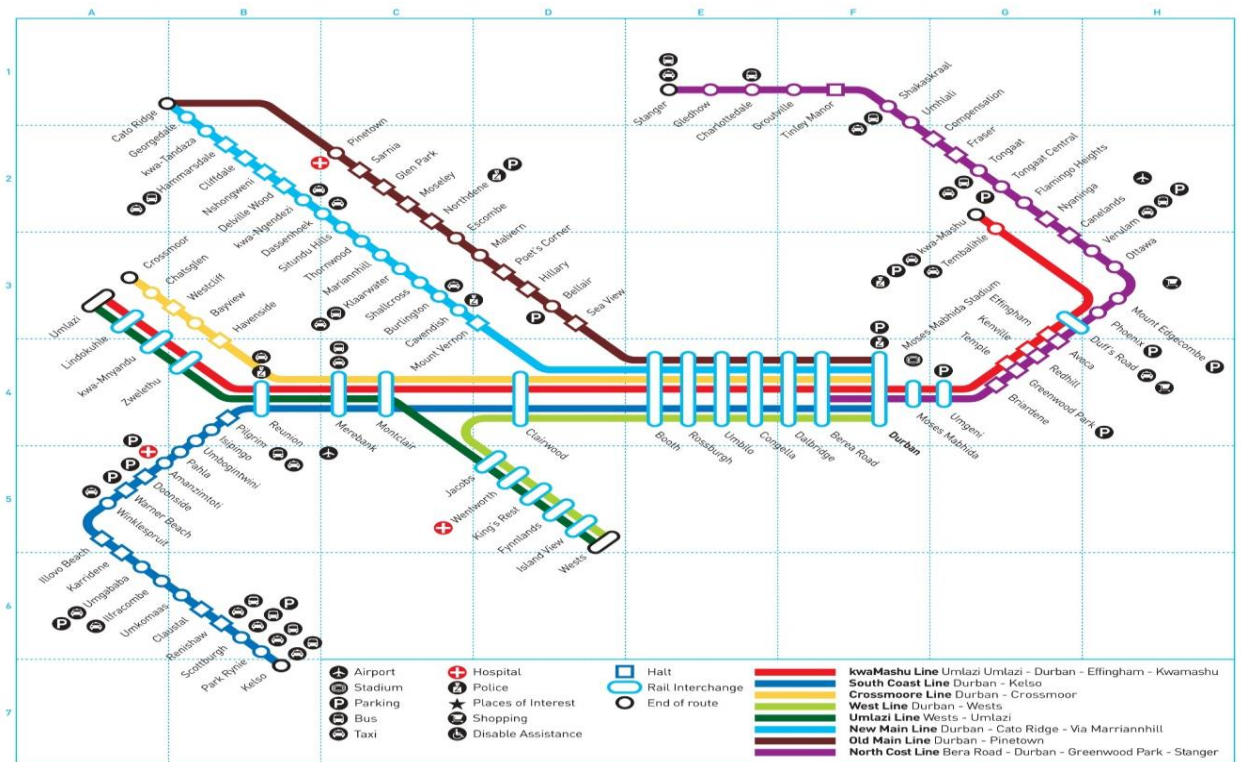 A B C D E F G H
1
2
3
4
5
6
7
Cato Ridge
Georgedale
kwa-Tandaza
Hammarsdale
Cliffdale
Nshongweni
Delville Wood
kwa-Ngendezi
Dassenhoek
Situndu Hills
Thornwood
Mariannhill
Klaarwater
Shallcross
Burlington
Cavendish
Mount Vernon
Pinetown
Sarnia
Glen Park
Moseley
Northdene
Escombe
Malvern
Poet's Corner
Hillary
Bellair
Sea View
Stanger
Gledhow
Charlottedale
Groutville
Tinley Manor
Shakaskraal
Umhlali
Compensation
Fraser
Tongaat
Tongaat Central
Flamingo Heights
Nyaninga
Canelands
Verulam
Ottawa
Mount Edgecombe
Phoenix
Duff's Road
Avoca
Redhill
Greenwood Park
Briardene
kwa-Mashu
Tembalihle
Effingham
Kenville
Temple
Moses Mabhida Stadium
Crossmoor
Chatsglen
Westcliff
Bayview
Havenside
Umlazi
Lindokuhle
kwa-Mnyandu
Zwelethu
Reunion
Merebank
Montclair
Clairwood
Booth
Rossburgh
Umbilo
Congella
Dalbridge
Berea Road
Durban
Moses Mabhida
Umgeni
Jacobs
Wentworth
King's Rest
Fynnlands
Island View
Wests
Pilgrim
Isipingo
Umbogintwini
Pahla
Amanzimtoti
Doonside
Warner Beach
Winklespruit
Illovo Beach
Karridene
Umgababa
Ilfracombe
Umkomaas
Claustal
Renishaw
Scottburgh
Park Rynie
Kelso
Airport
Stadium
Parking
Bus
Taxi
Hospital
Police
Places of Interest
Shopping
Disable Assistance
Halt
Rail Interchange
End of route
kwaMashu Line Umlazi Umlazi - Durban - Effingham - Kwamashu
South Coast Line Durban - Kelso
Crossmoore Line Durban - Crossmoor
West Line Durban - Wests
Umlazi Line Wests - Umlazi
New Main Line Durban - Cato Ridge - Via Marriannhill
Old Main Line Durban - Pinetown
North Cost Line Bera Road - Durban - Greenwood Park - Stanger
A B C D E F G H